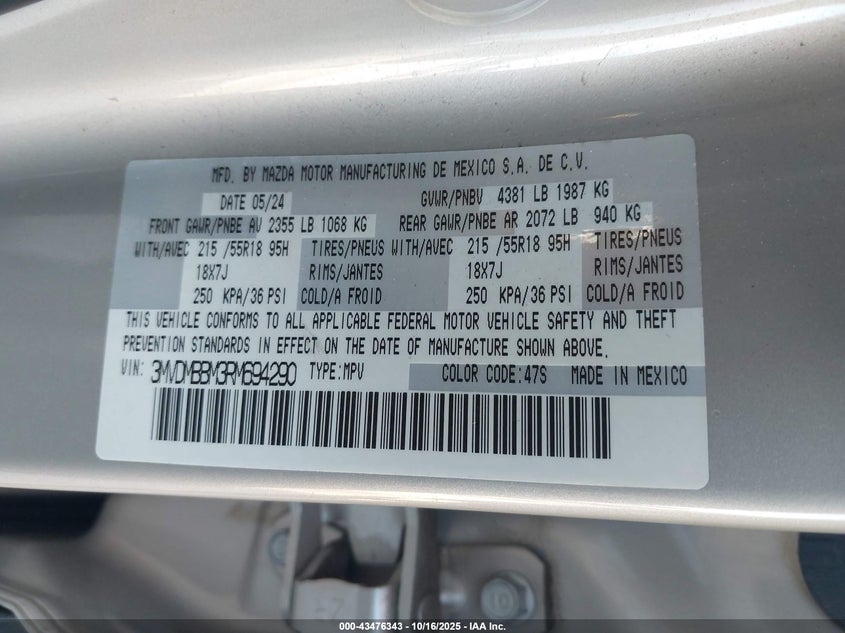 MFD. BY MAZDA MOTOR MANUFACTURING DE MEXICO S.A. DE C.V.
DATE 05/24 GVWR/PNBV 4381 LB 1987 KG
FRONT GAWR/PNBE AV 2355 LB 1068 KG REAR GAWR/PNBE AR 2072 LB 940 KG
WITH/AVEC 215 /55R18 95H TIRES/PNEUS WITH/AVEC 215 /55R18 95H TIRES/PNEUS
18X7J RIMS/JANTES 18X7J RIMS/JANTES
250 KPA/36 PSI COLD/A FROID 250 KPA/36 PSI COLD/A FROID
THIS VEHICLE CONFORMS TO ALL APPLICABLE FEDERAL MOTOR VEHICLE SAFETY AND THEFT
PREVENTION STANDARDS IN EFFECT ON THE DATE OF MANUFACTURE SHOWN ABOVE.
VIN: 3MVDMBBM3RM694290 TYPE:MPV COLOR CODE:47S MADE IN MEXICO
000-43476343 - 10/16/2025 - IAA Inc.